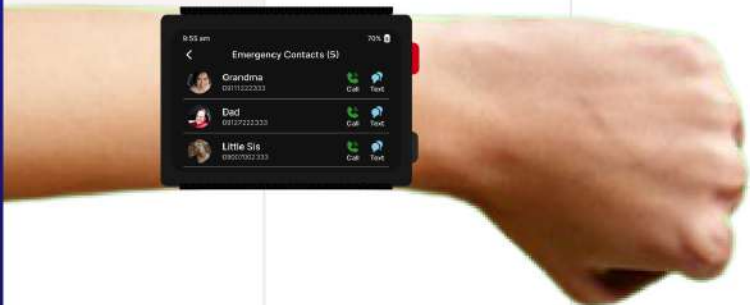 9:55 am 70%
Emergency Contacts (5)
Grandma
09111222333
Call Text
Dad
09127222333
Call Text
Little Sis
09007002333
Call Text